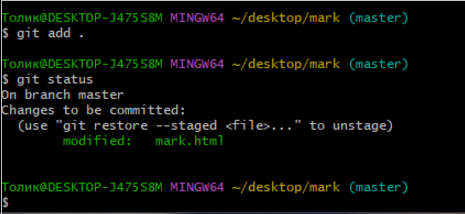 Толик@DESKTOP-J475S8M MINGW64 ~/desktop/mark (master)
$ git add .
Толик@DESKTOP-J475S8M MINGW64 ~/desktop/mark (master)
$ git status
On branch master
Changes to be committed:
  (use "git restore --staged <file>..." to unstage)
        modified:   mark.html
Толик@DESKTOP-J475S8M MINGW64 ~/desktop/mark (master)
$